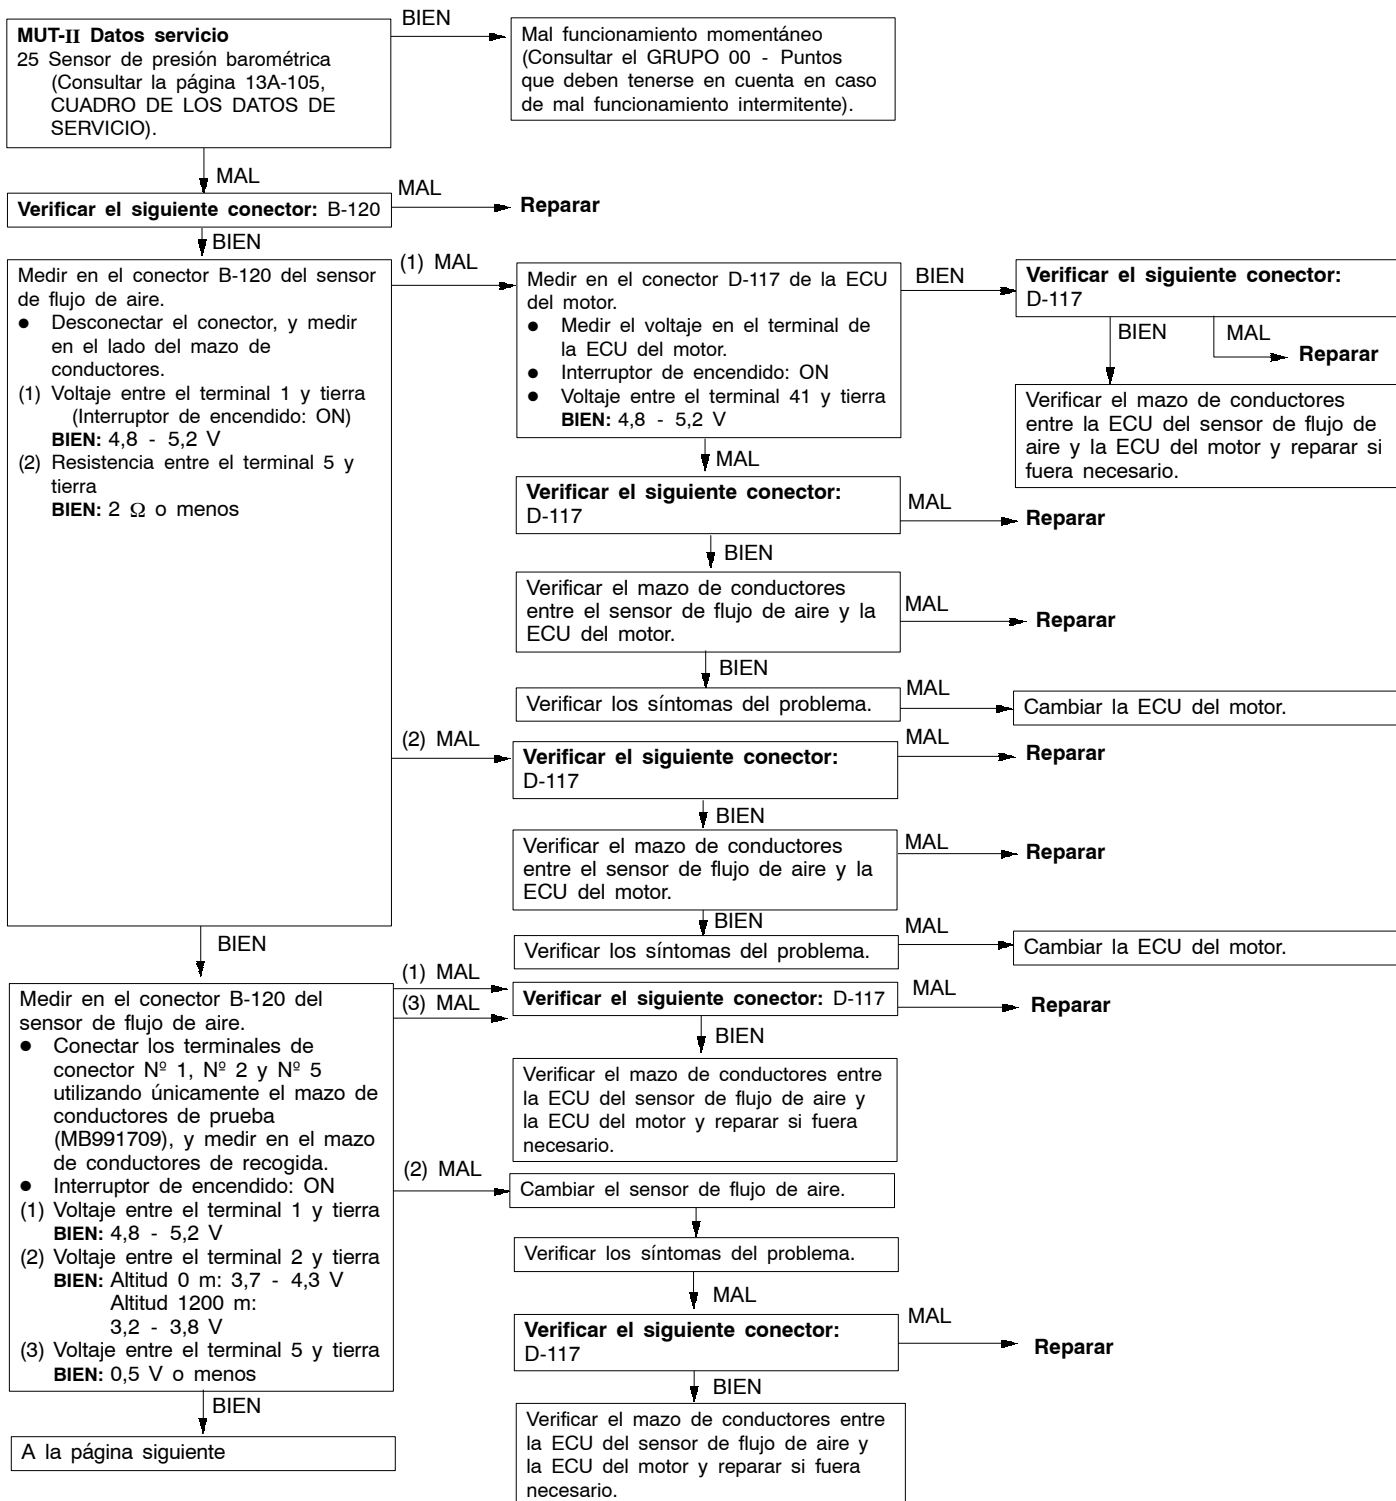 MUT-II Datos servicio
25 Sensor de presión barométrica
(Consultar la página 13A-105,
CUADRO DE LOS DATOS DE
SERVICIO).
BIEN
Mal funcionamiento momentáneo
(Consultar el GRUPO 00 - Puntos
que deben tenerse en cuenta en caso
de mal funcionamiento intermitente).
MAL
Verificar el siguiente conector: B-120
MAL
Reparar
BIEN
Medir en el conector B-120 del sensor
de flujo de aire.
● Desconectar el conector, y medir
en el lado del mazo de
conductores.
(1) Voltaje entre el terminal 1 y tierra
(Interruptor de encendido: ON)
BIEN: 4,8 - 5,2 V
(2) Resistencia entre el terminal 5 y
tierra
BIEN: 2 Ω o menos
(1) MAL
Medir en el conector D-117 de la ECU
del motor.
● Medir el voltaje en el terminal de
la ECU del motor.
● Interruptor de encendido: ON
● Voltaje entre el terminal 41 y tierra
BIEN: 4,8 - 5,2 V
BIEN
Verificar el siguiente conector:
D-117
BIEN
MAL
Reparar
Verificar el mazo de conductores
entre la ECU del sensor de flujo de
aire y la ECU del motor y reparar si
fuera necesario.
MAL
Verificar el siguiente conector:
D-117
MAL
Reparar
BIEN
Verificar el mazo de conductores
entre el sensor de flujo de aire y la
ECU del motor.
MAL
Reparar
BIEN
Verificar los síntomas del problema.
MAL
Cambiar la ECU del motor.
(2) MAL
Verificar el siguiente conector:
D-117
MAL
Reparar
BIEN
Verificar el mazo de conductores
entre el sensor de flujo de aire y la
ECU del motor.
MAL
Reparar
BIEN
Verificar los síntomas del problema.
MAL
Cambiar la ECU del motor.
BIEN
Medir en el conector B-120 del
sensor de flujo de aire.
● Conectar los terminales de
conector Nº 1, Nº 2 y Nº 5
utilizando únicamente el mazo de
conductores de prueba
(MB991709), y medir en el mazo
de conductores de recogida.
● Interruptor de encendido: ON
(1) Voltaje entre el terminal 1 y tierra
BIEN: 4,8 - 5,2 V
(2) Voltaje entre el terminal 2 y tierra
BIEN: Altitud 0 m: 3,7 - 4,3 V
Altitud 1200 m:
3,2 - 3,8 V
(3) Voltaje entre el terminal 5 y tierra
BIEN: 0,5 V o menos
(1) MAL
(3) MAL
Verificar el siguiente conector: D-117
MAL
Reparar
BIEN
Verificar el mazo de conductores entre
la ECU del sensor de flujo de aire y
la ECU del motor y reparar si fuera
necesario.
(2) MAL
Cambiar el sensor de flujo de aire.
Verificar los síntomas del problema.
MAL
Verificar el siguiente conector:
D-117
MAL
Reparar
BIEN
Verificar el mazo de conductores entre
la ECU del sensor de flujo de aire y
la ECU del motor y reparar si fuera
necesario.
BIEN
A la página siguiente